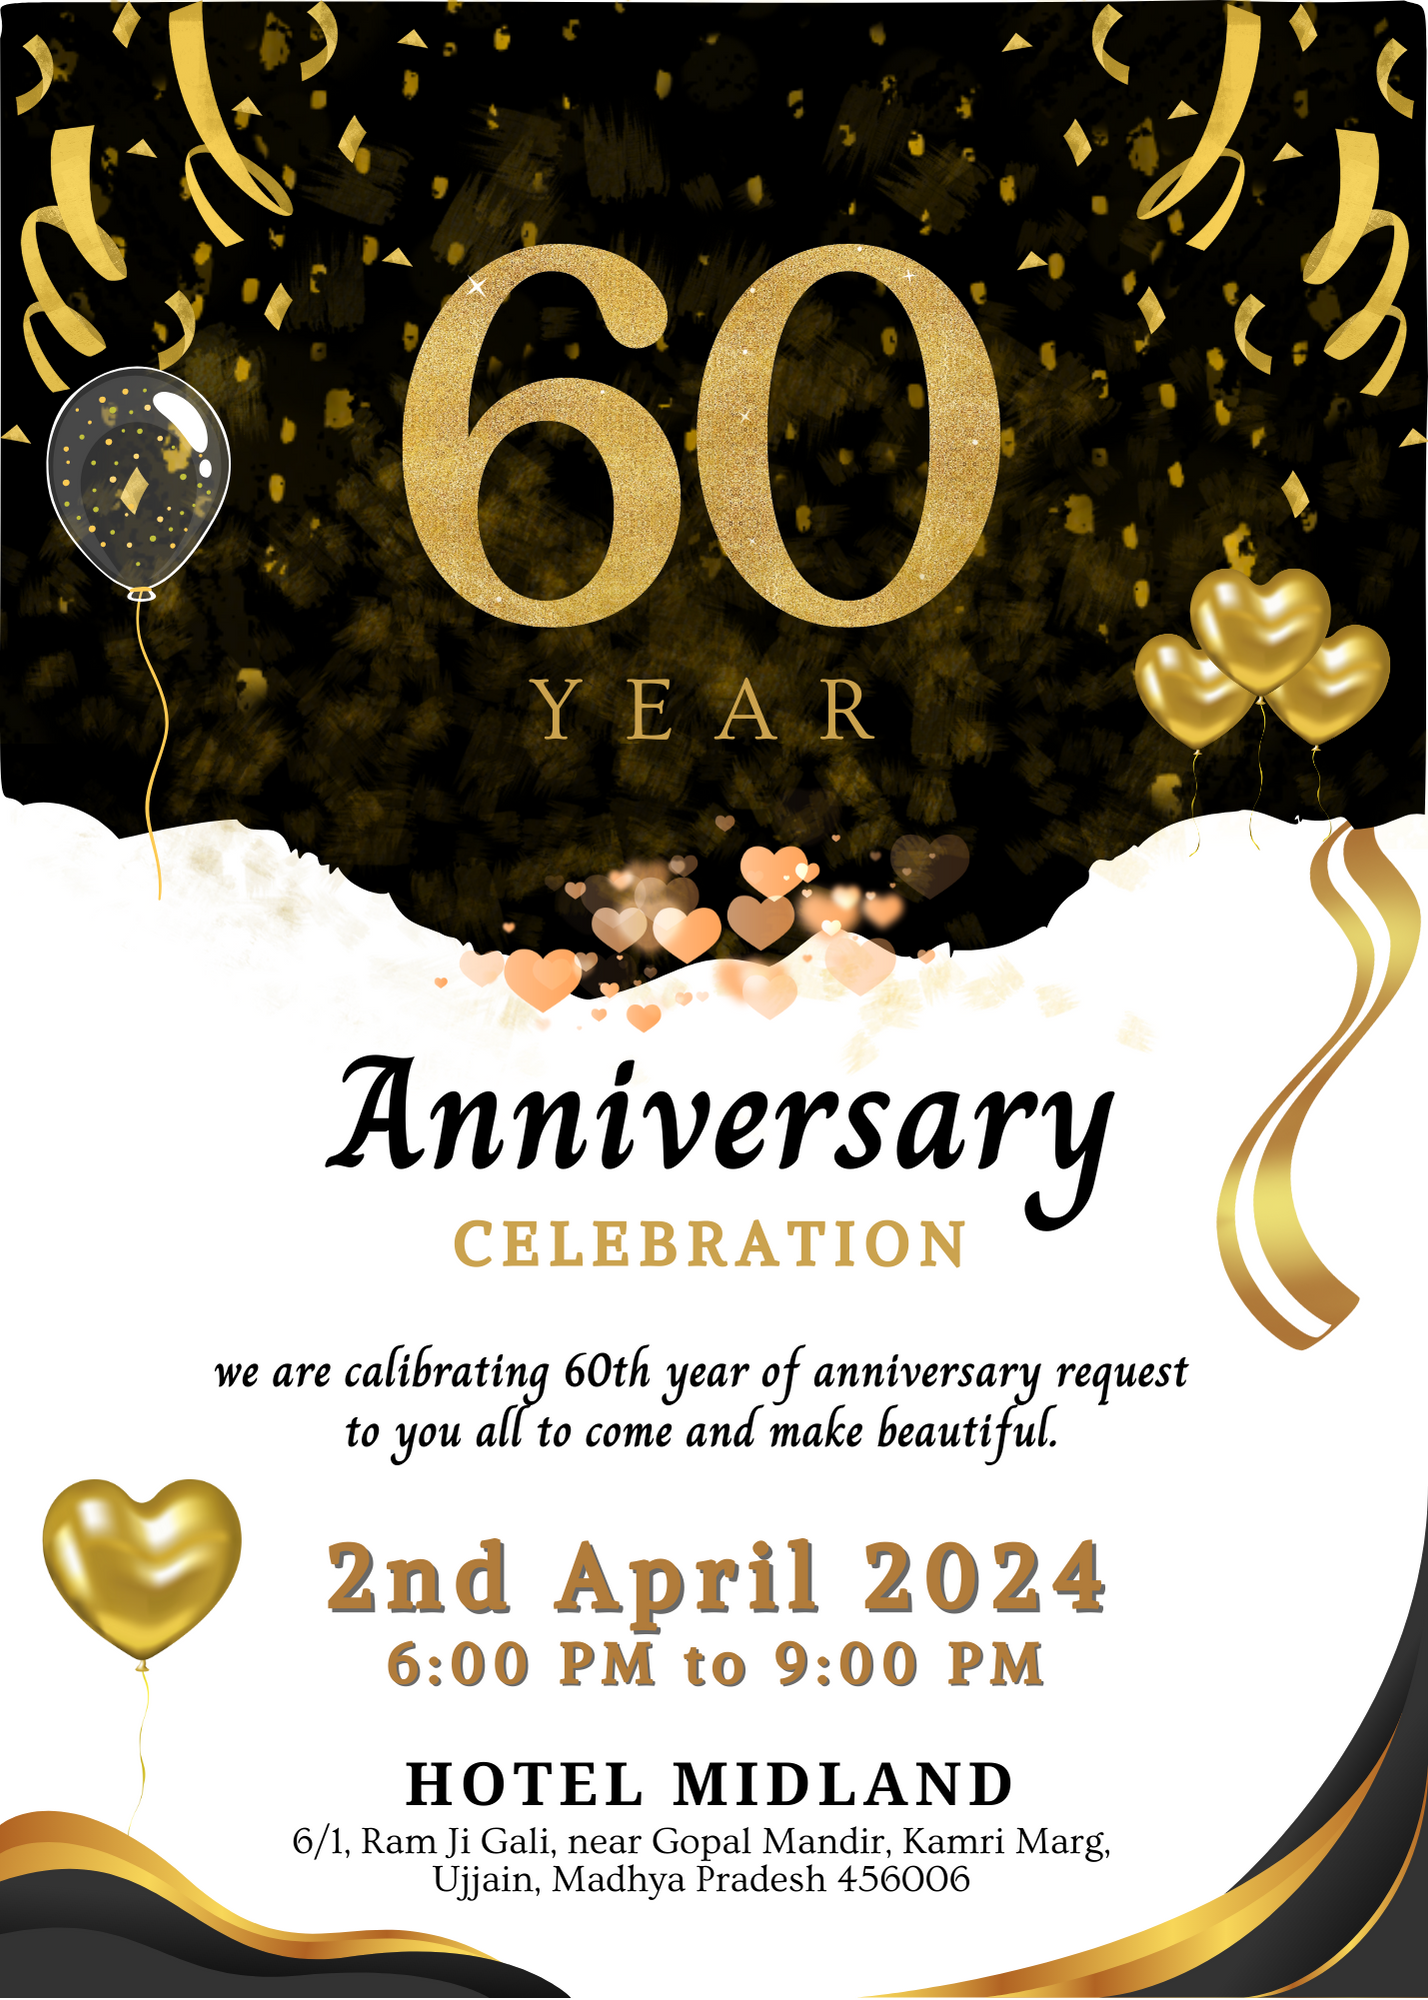 60
YEAR
Anniversary
CELEBRATION
we are calibrating 60th year of anniversary request
to you all to come and make beautiful.
2nd April 2024
6:00 PM to 9:00 PM
HOTEL MIDLAND
6/1, Ram Ji Gali, near Gopal Mandir, Kamri Marg,
Ujjain, Madhya Pradesh 456006